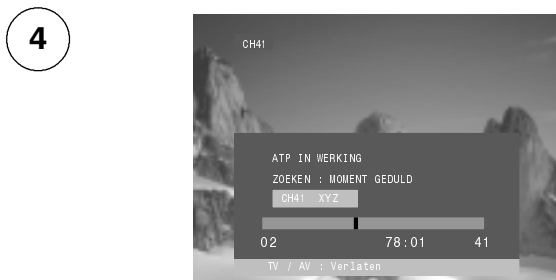 4
CH41
ATP IN WERKING
ZOEKEN : MOMENT GEDULD
CH41 XYZ
02 78:01 41
TV / AV : Verlaten